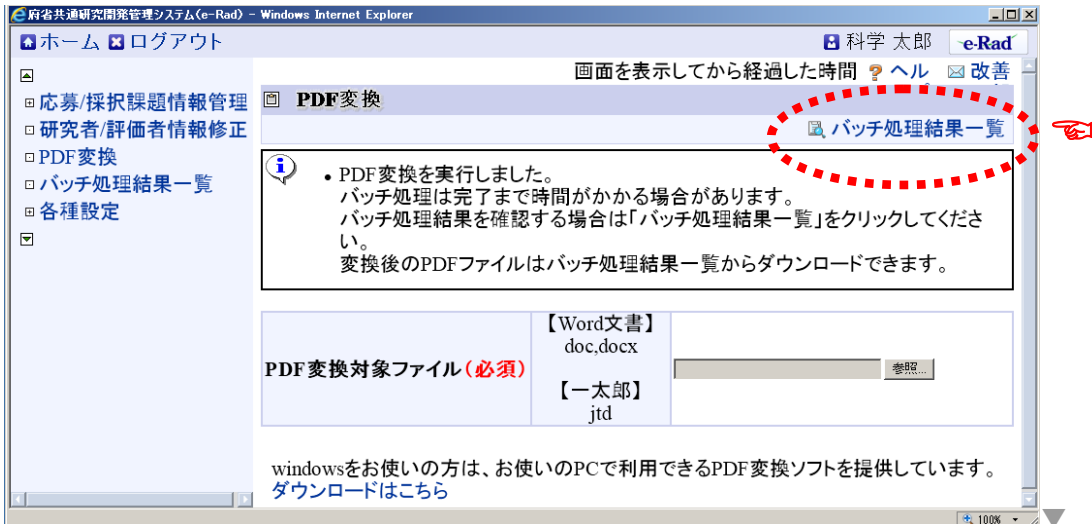 府省共通研究開発管理システム(e-Rad) - Windows Internet Explorer
ホーム ログアウト
科学 太郎 e-Rad
画面を表示してから経過した時間 ヘル 改善
応募/採択課題情報管理
研究者/評価者情報修正
PDF変換
バッチ処理結果一覧
各種設定
PDF変換
バッチ処理結果一覧
• PDF変換を実行しました。
バッチ処理は完了まで時間がかかる場合があります。
バッチ処理結果を確認する場合は「バッチ処理結果一覧」をクリックしてくださ
い。
変換後のPDFファイルはバッチ処理結果一覧からダウンロードできます。
PDF変換対象ファイル(必須)
【Word文書】
doc,docx
【一太郎】
jtd
参照...
windowsをお使いの方は、お使いのPCで利用できるPDF変換ソフトを提供しています。
ダウンロードはこちら
100%